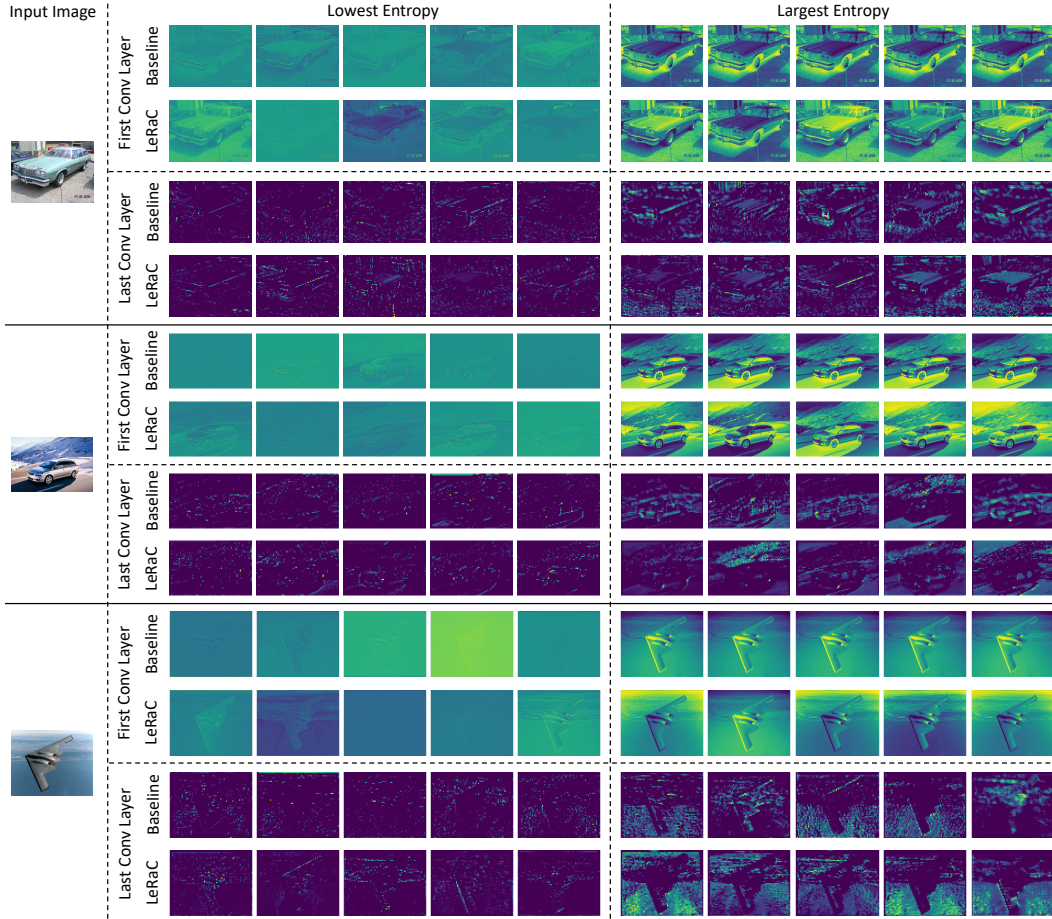 Input Image
Lowest Entropy
Largest Entropy
First Conv Layer
Baseline
LeRaC
Last Conv Layer
Baseline
LeRaC
First Conv Layer
Baseline
LeRaC
Last Conv Layer
Baseline
LeRaC
First Conv Layer
Baseline
LeRaC
Last Conv Layer
Baseline
LeRaC